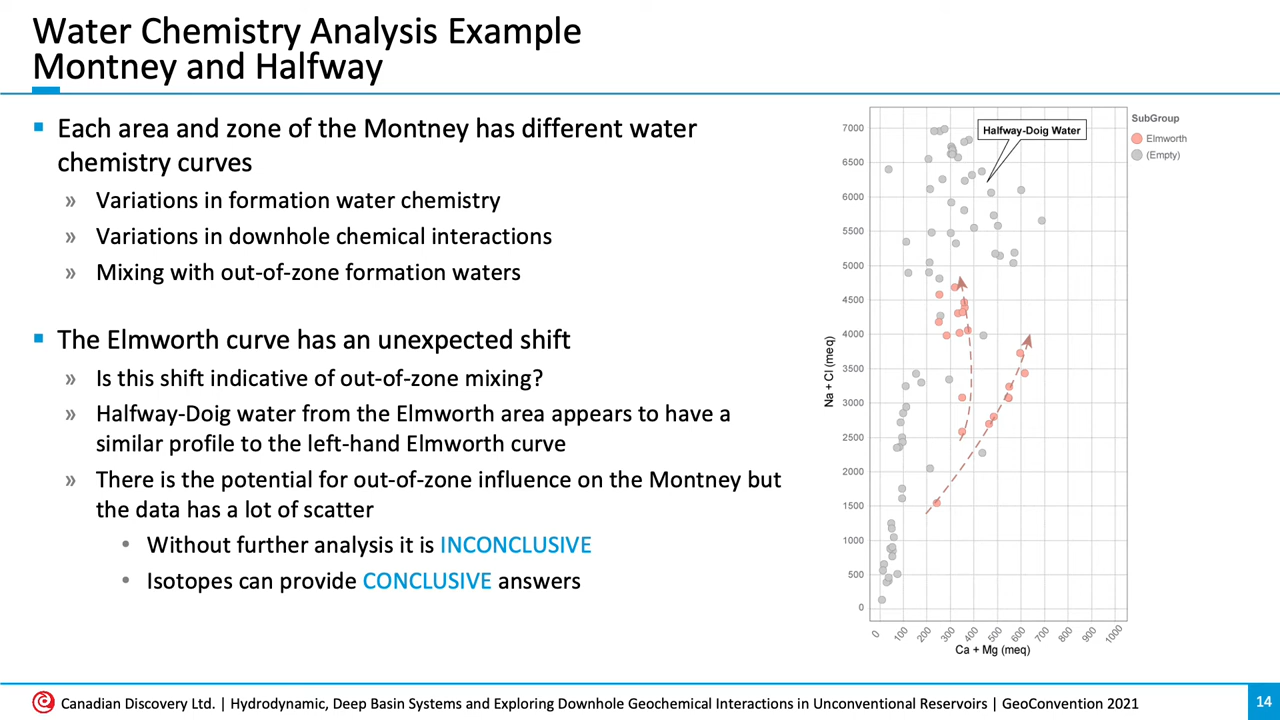 Water Chemistry Analysis Example
Montney and Halfway
Each area and zone of the Montney has different water
chemistry curves
» Variations in formation water chemistry
» Variations in downhole chemical interactions
» Mixing with out-of-zone formation waters
The Elmworth curve has an unexpected shift
» Is this shift indicative of out-of-zone mixing?
» Halfway-Doig water from the Elmworth area appears to have a
similar profile to the left-hand Elmworth curve
» There is the potential for out-of-zone influence on the Montney but
the data has a lot of scatter
• Without further analysis it is INCONCLUSIVE
• Isotopes can provide CONCLUSIVE answers
Halfway-Doig Water
SubGroup
Elmworth
(Empty)
Na + Cl (meq)
7000
6500
6000
5500
5000
4500
4000
3500
3000
2500
2000
1500
1000
500
0
0 100 200 300 400 500 600 700 800 900 1000
Ca + Mg (meq)
Canadian Discovery Ltd. | Hydrodynamic, Deep Basin Systems and Exploring Downhole Geochemical Interactions in Unconventional Reservoirs | GeoConvention 2021
14